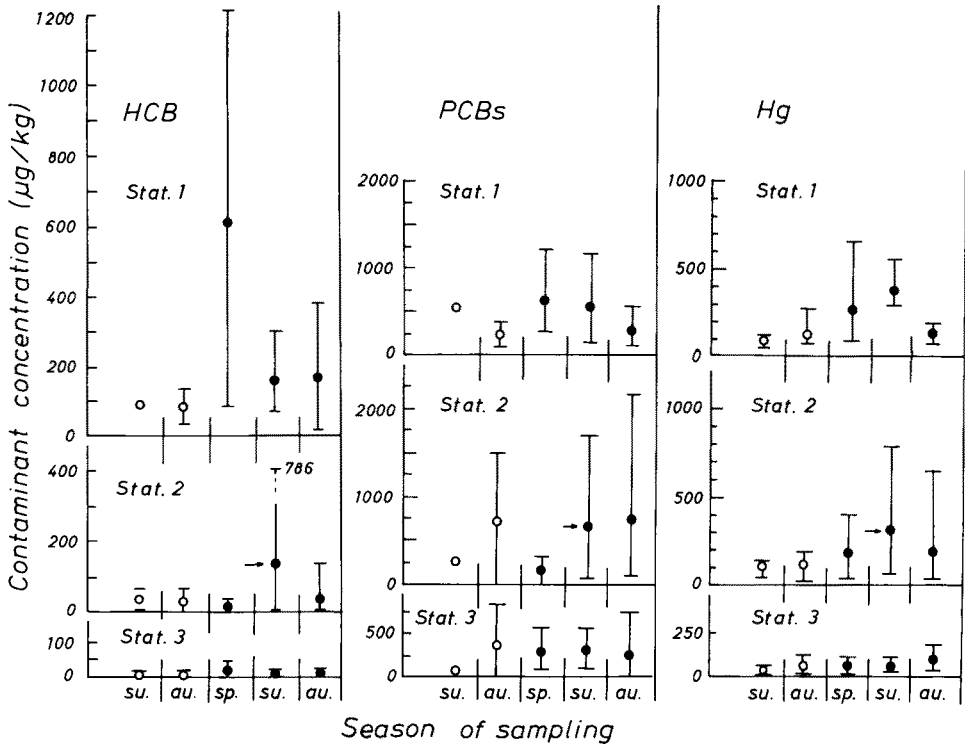 Contaminant concentration (µg/kg)
1200
1000
800
600
400
200
0
HCB
Stat. 1
400
200
0
Stat. 2
786
100
0
Stat. 3
su. au. sp. su. au.
PCBs
2000
1000
0
Stat. 1
2000
1000
0
Stat. 2
500
0
Stat. 3
su. au. sp. su. au.
Hg
1000
500
0
Stat. 1
1000
500
0
Stat. 2
250
0
Stat. 3
su. au. sp. su. au.
Season of sampling